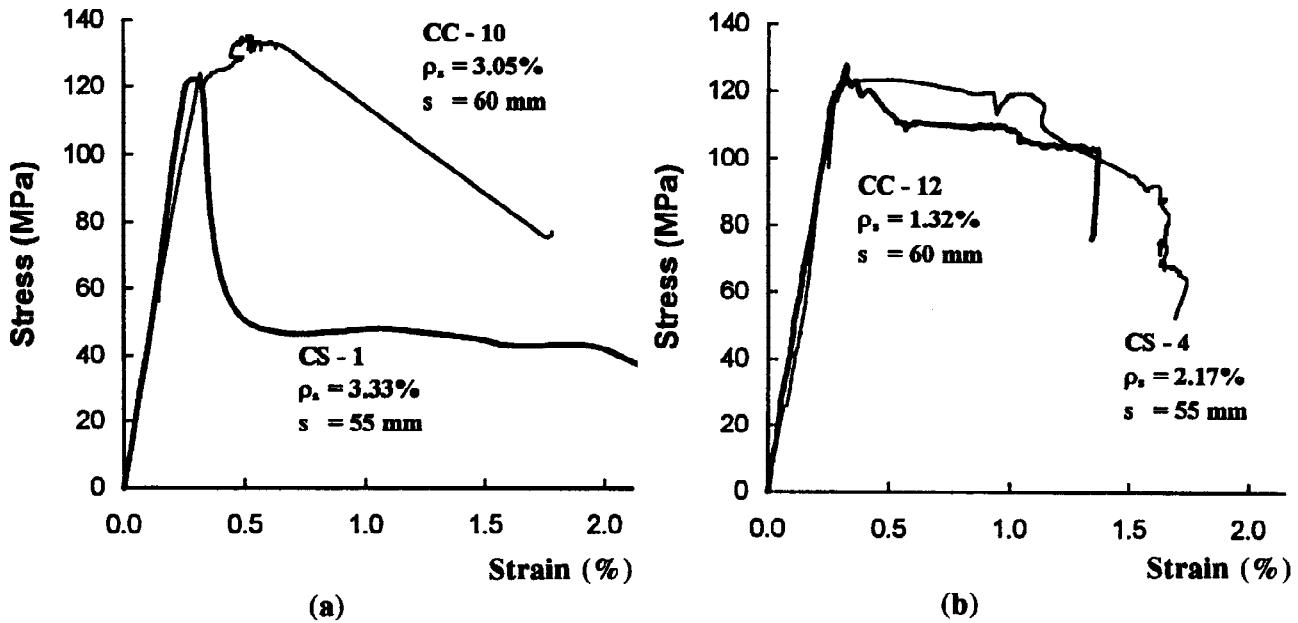 140
120
100
80
60
40
20
0
Stress (MPa)
CC - 10
ρs = 3.05%
s = 60 mm
CS - 1
ρs = 3.33%
s = 55 mm
0.0 0.5 1.0 1.5 2.0
Strain (%)
(a)
140
120
100
80
60
40
20
0
Stress (MPa)
CC - 12
ρs = 1.32%
s = 60 mm
CS - 4
ρs = 2.17%
s = 55 mm
0.0 0.5 1.0 1.5 2.0
Strain (%)
(b)